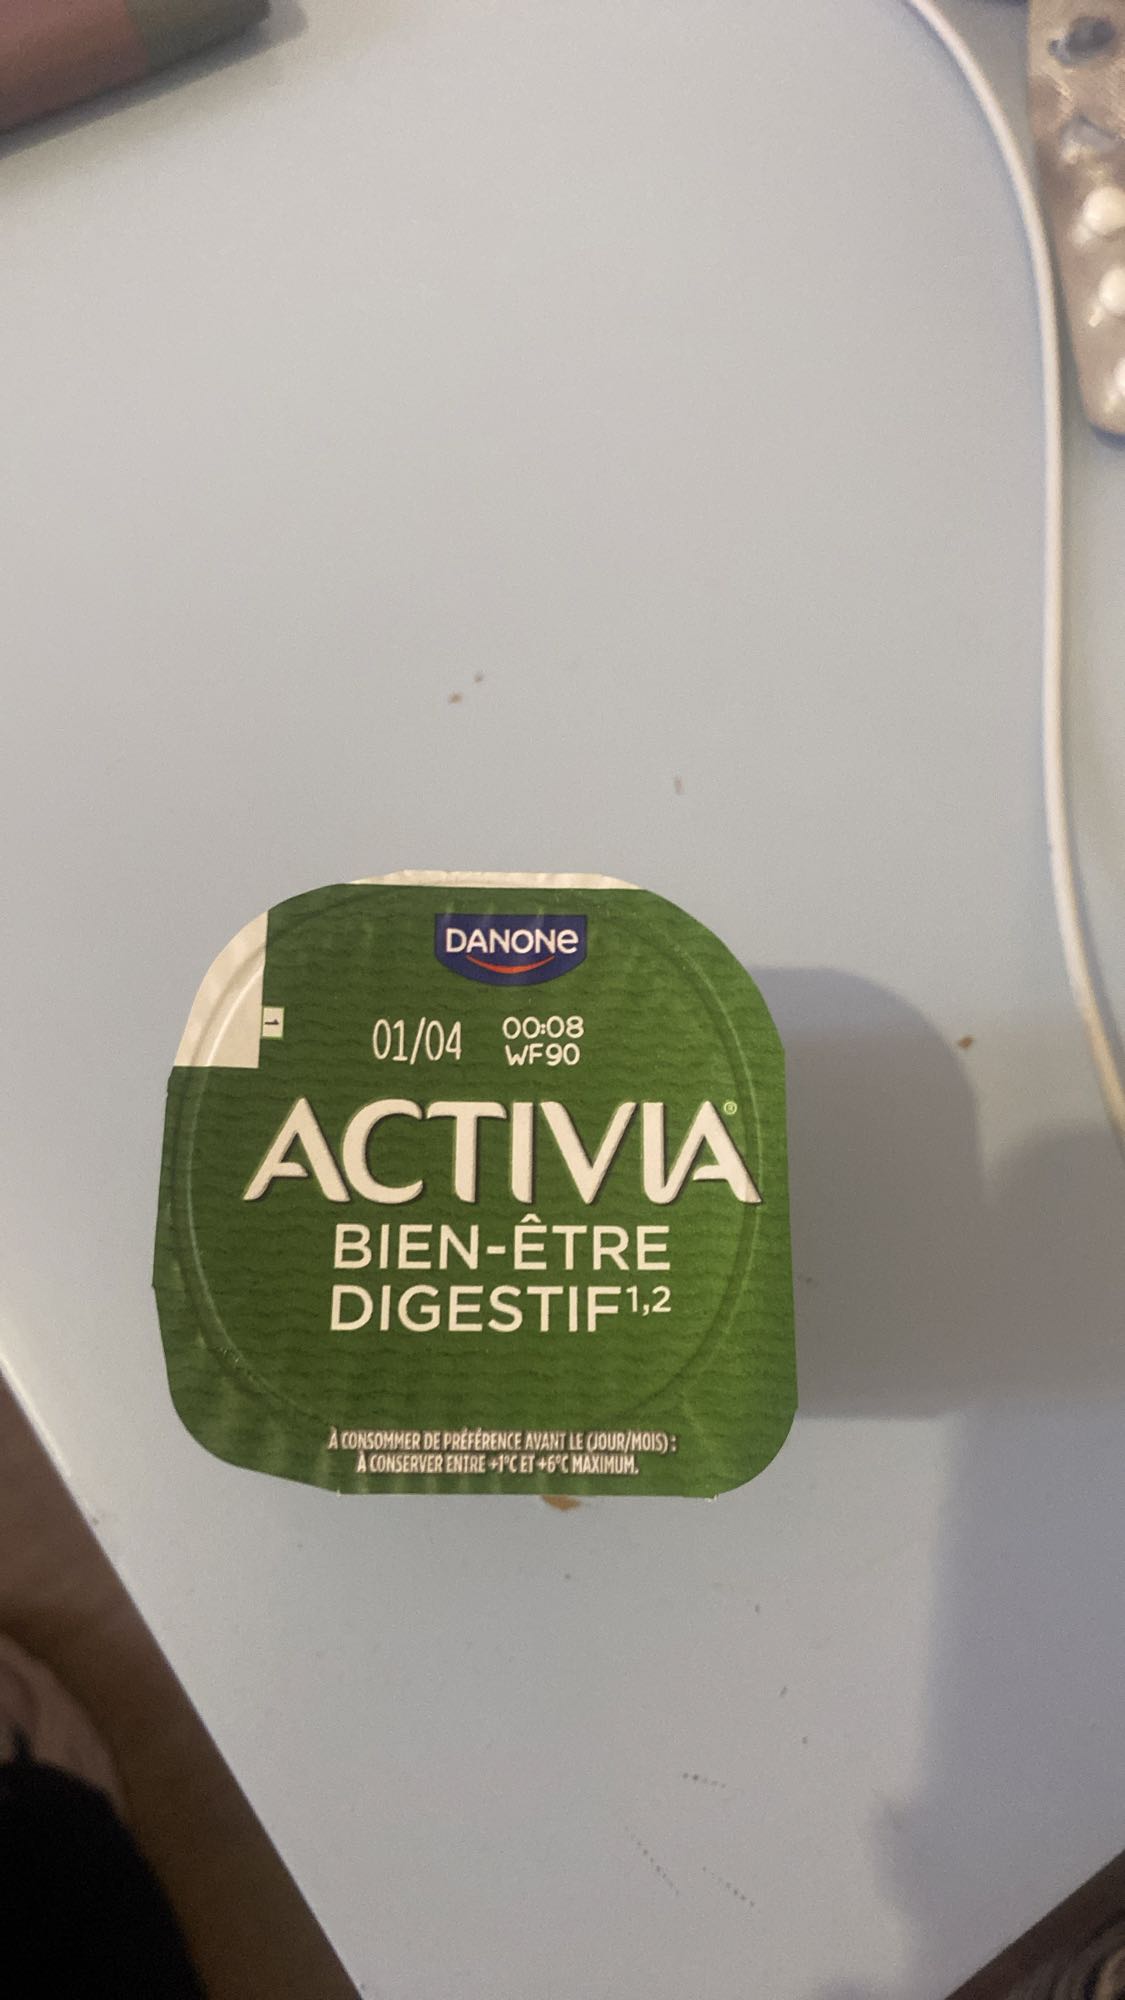 DANONE
1
01/04 00:08
WF90
ACTIVIA®
BIEN-ÊTRE
DIGESTIF1,2
À CONSOMMER DE PRÉFÉRENCE AVANT LE (JOUR/MOIS) :
À CONSERVER ENTRE +1°C ET +6°C MAXIMUM.